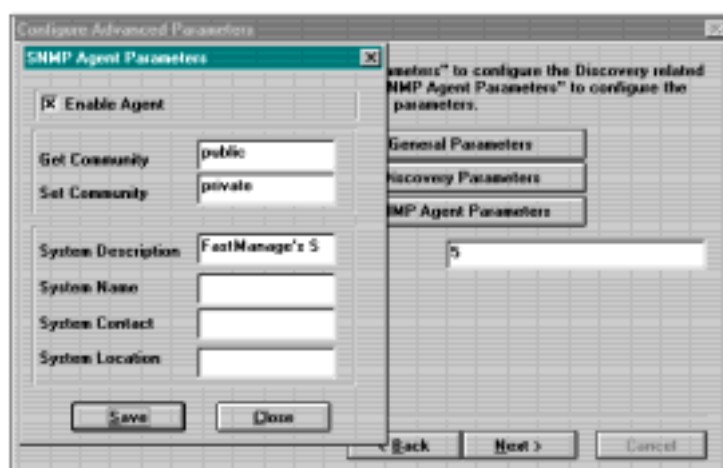 Configure Advanced Parameters
SNMP Agent Parameters
Enable Agent
Get Community public
Set Community private
System Description FastManage's S
System Name
System Contact
System Location
Save Close
ameters" to configure the Discovery related
NMP Agent Parameters" to configure the
parameters.
General Parameters
iscovery Parameters
MP Agent Parameters
5
< Back Next > Cancel